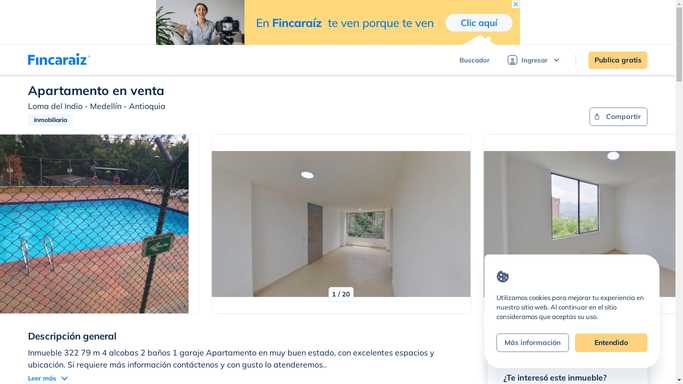 En Fincaraíz te ven porque te ven
Clic aquí
Fincaraíz
Buscador
Ingresar
Publica gratis
Apartamento en venta
Loma del Indio - Medellín - Antioquia
Inmobiliaria
Compartir
1 / 20
Utilizamos cookies para mejorar tu experiencia en
nuestro sitio web. Al continuar en el sitio
consideramos que aceptas su uso.
Más información
Entendido
Descripción general
Inmueble 322 79 m 4 alcobas 2 baños 1 garaje Apartamento en muy buen estado, con excelentes espacios y
ubicación. Si requiere más información contáctenos y con gusto lo atenderemos..
Leer más
¿Te interesó este inmueble?